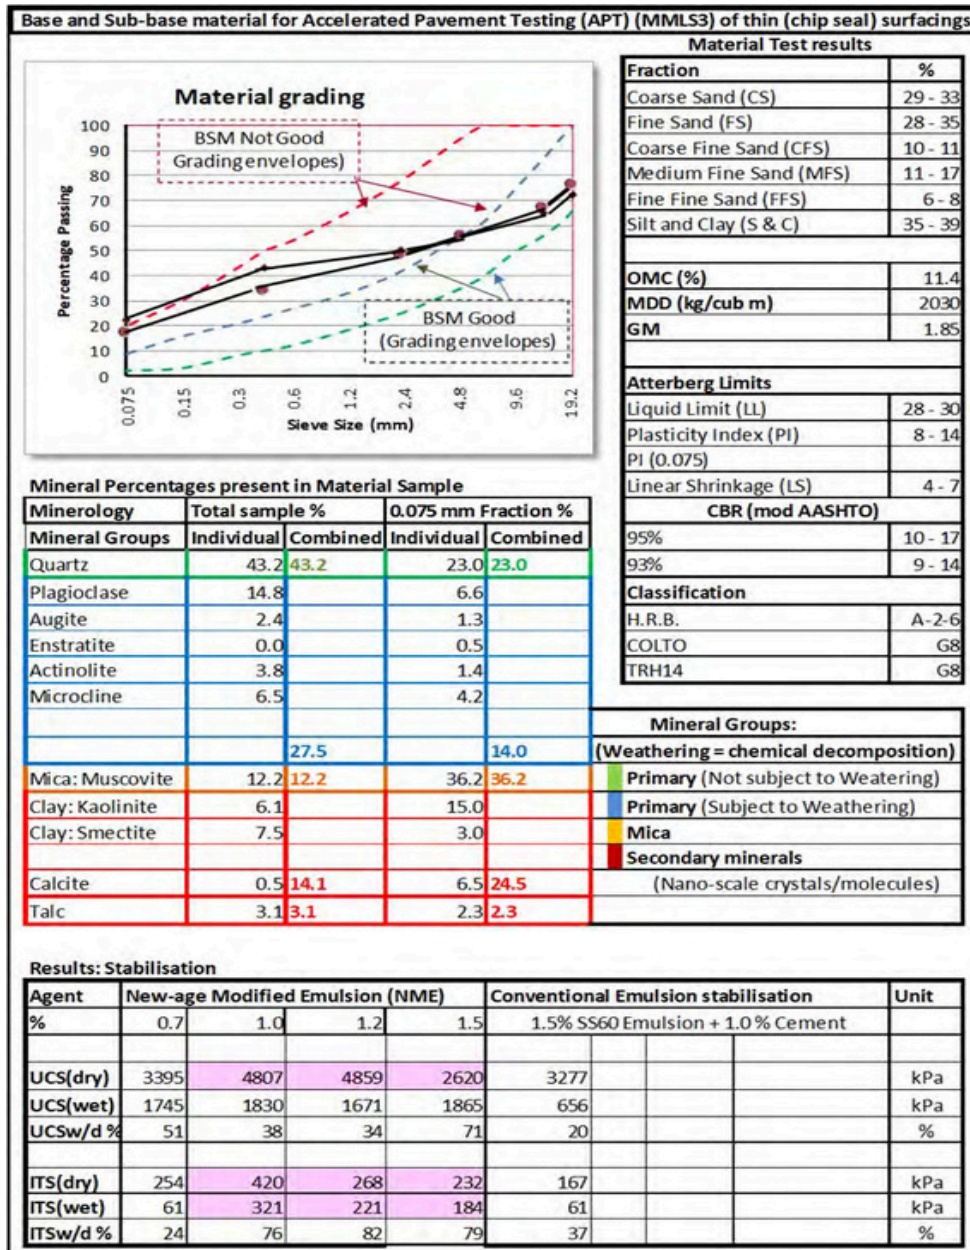 Base and Sub-base material for Accelerated Pavement Testing (APT) (MMLS3) of thin (chip seal) surfacings
Material grading
BSM Not Good
Grading envelopes)
BSM Good
(Grading envelopes)
Percentage Passing
100
90
80
70
60
50
40
30
20
10
0
0.075 0.15 0.3 0.6 1.2 2.4 4.8 9.6 19.2
Sieve Size (mm)
Material Test results
Fraction %
Coarse Sand (CS) 29 - 33
Fine Sand (FS) 28 - 35
Coarse Fine Sand (CFS) 10 - 11
Medium Fine Sand (MFS) 11 - 17
Fine Fine Sand (FFS) 6 - 8
Silt and Clay (S & C) 35 - 39
OMC (%) 11.4
MDD (kg/cub m) 2030
GM 1.85
Atterberg Limits
Liquid Limit (LL) 28 - 30
Plasticity Index (PI) 8 - 14
PI (0.075)
Linear Shrinkage (LS) 4 - 7
CBR (mod AASHTO)
95% 10 - 17
93% 9 - 14
Classification
H.R.B. A-2-6
COLTO G8
TRH14 G8
Mineral Percentages present in Material Sample
Minerology Total sample % 0.075 mm Fraction %
Mineral Groups Individual Combined Individual Combined
Quartz 43.2 43.2 23.0 23.0
Plagioclase 14.8 6.6
Augite 2.4 1.3
Enstratite 0.0 0.5
Actinolite 3.8 1.4
Microcline 6.5 4.2
27.5 14.0
Mica: Muscovite 12.2 12.2 36.2 36.2
Clay: Kaolinite 6.1 15.0
Clay: Smectite 7.5 3.0
Calcite 0.5 14.1 6.5 24.5
Talc 3.1 3.1 2.3 2.3
Mineral Groups:
(Weathering = chemical decomposition)
Primary (Not subject to Weatering)
Primary (Subject to Weathering)
Mica
Secondary minerals
(Nano-scale crystals/molecules)
Results: Stabilisation
Agent New-age Modified Emulsion (NME) Conventional Emulsion stabilisation Unit
% 0.7 1.0 1.2 1.5 1.5% SS60 Emulsion + 1.0 % Cement
UCS(dry) 3395 4807 4859 2620 3277 kPa
UCS(wet) 1745 1830 1671 1865 656 kPa
UCSw/d % 51 38 34 71 20 %
ITS(dry) 254 420 268 232 167 kPa
ITS(wet) 61 321 221 184 61 kPa
ITSw/d % 24 76 82 79 37 %